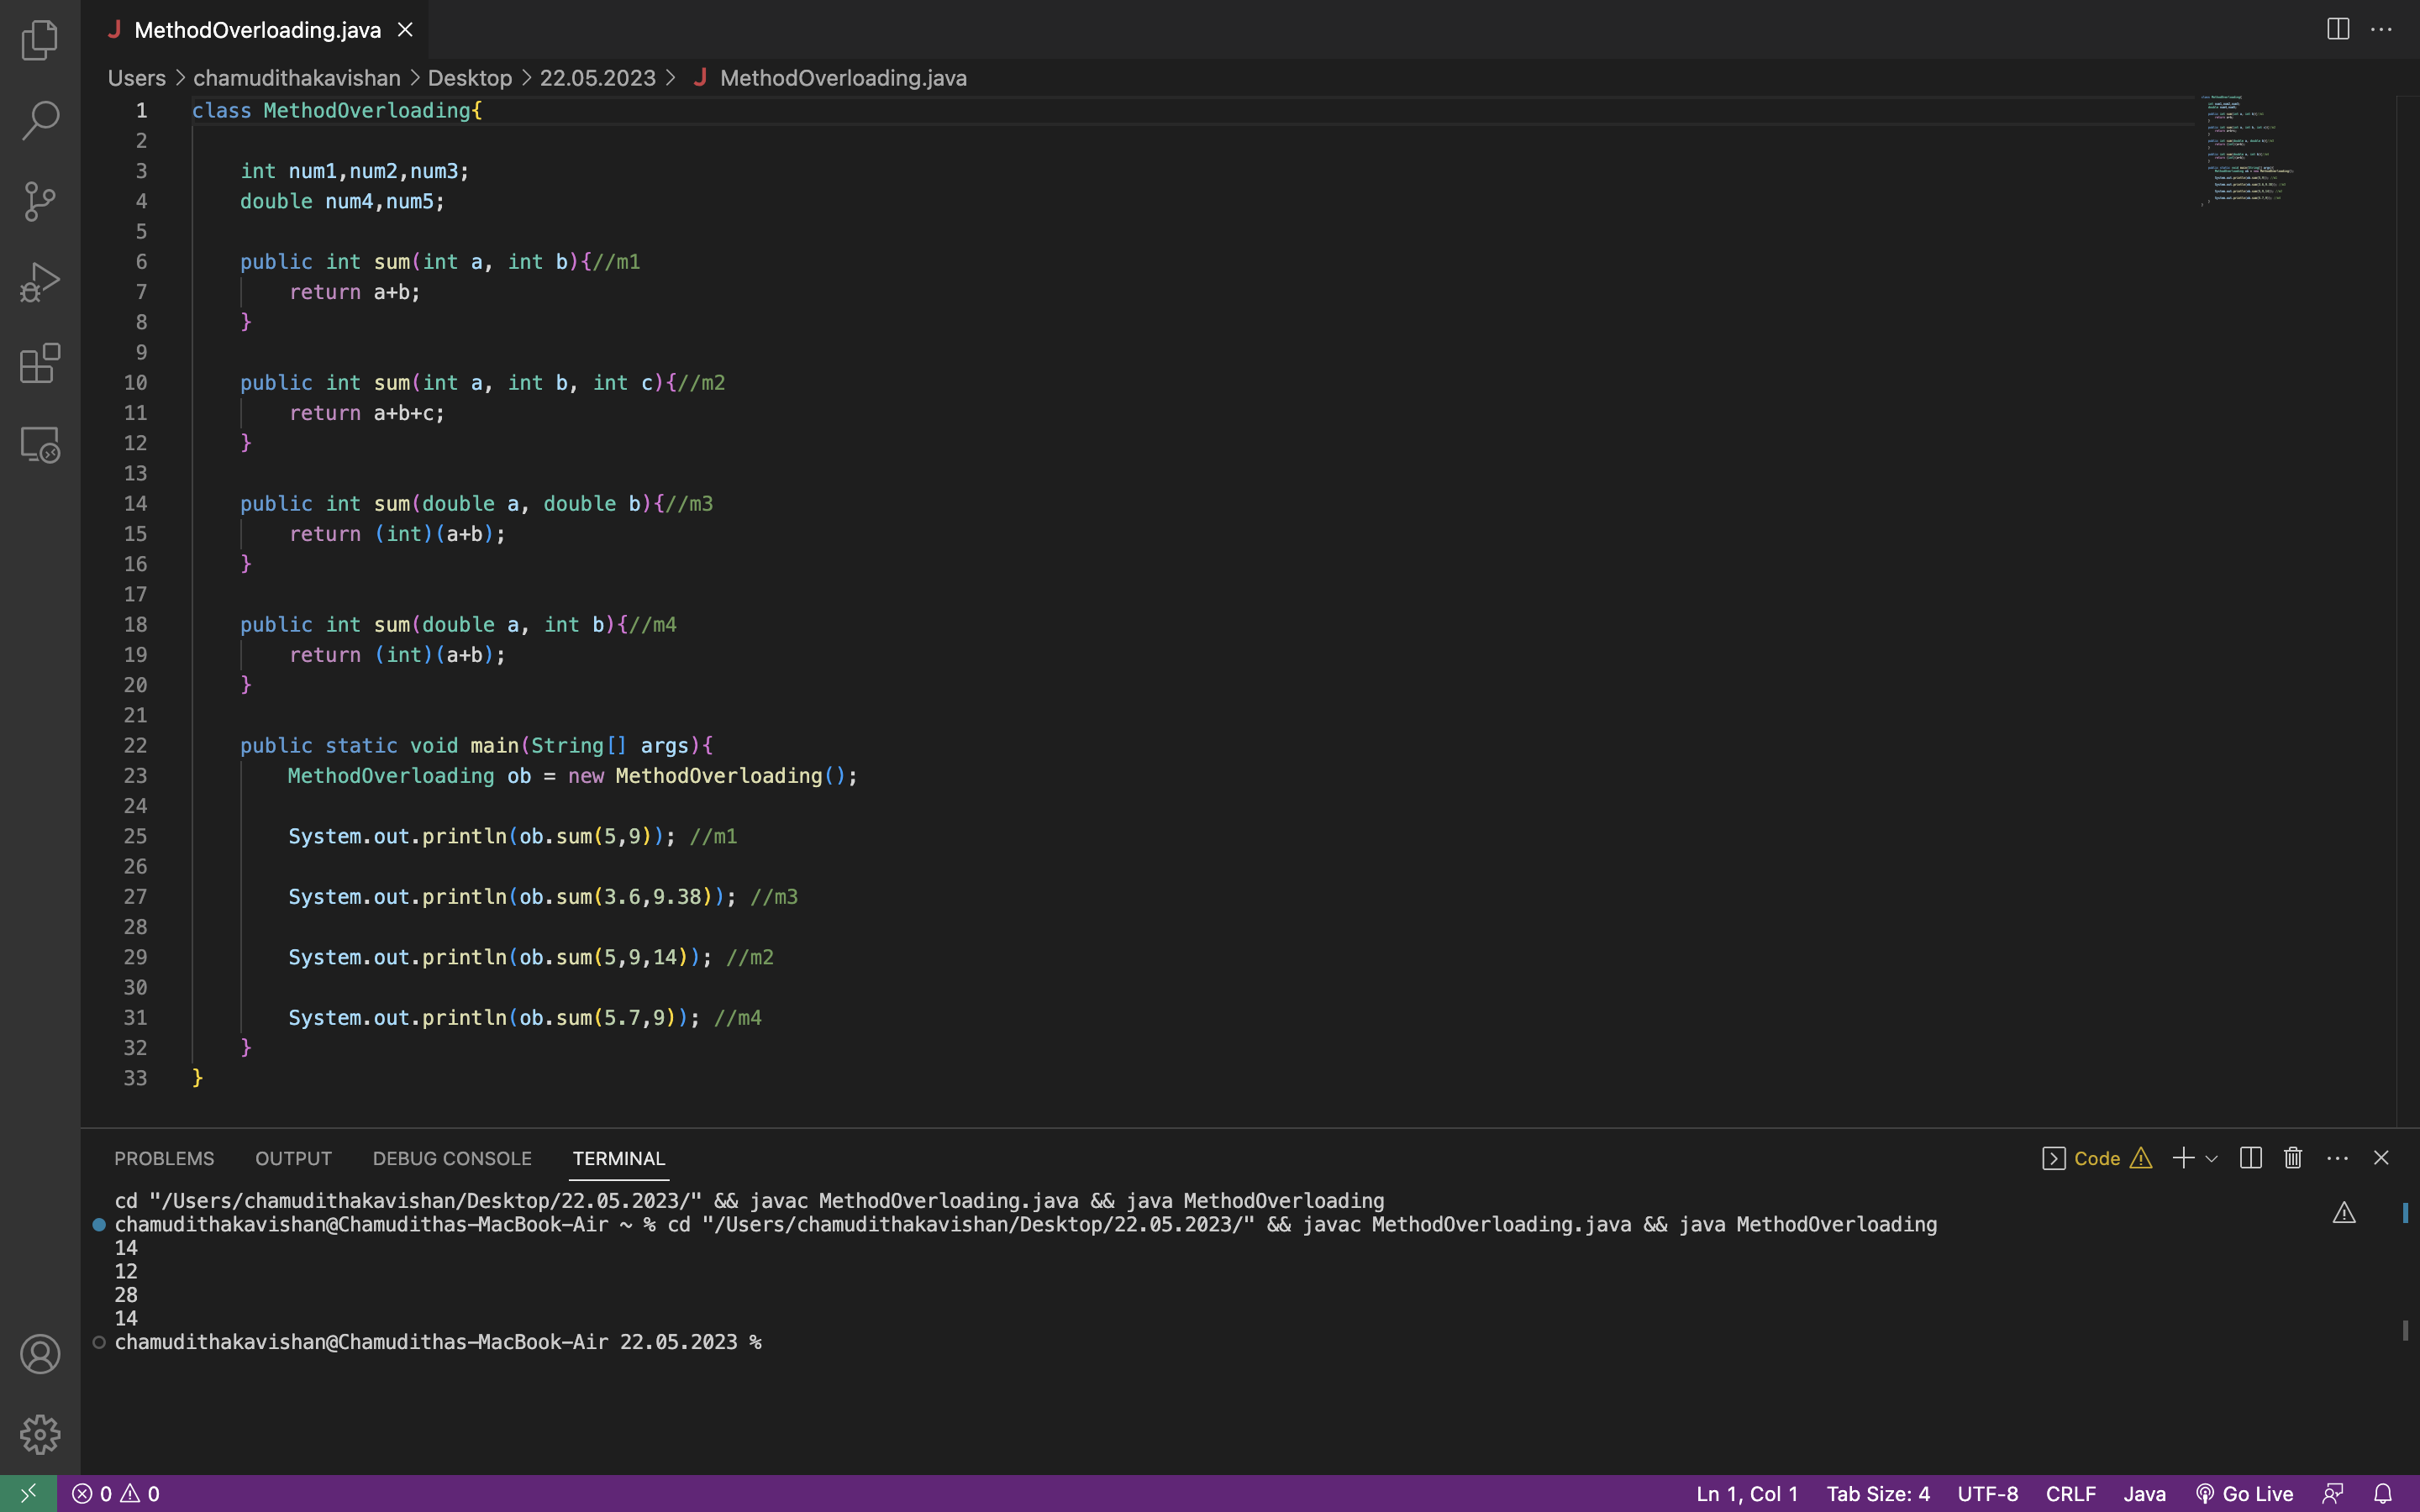 MethodOverloading.java
Users > chamudithakavishan > Desktop > 22.05.2023 > MethodOverloading.java
1 class MethodOverloading{
2
3     int num1,num2,num3;
4     double num4,num5;
5
6     public int sum(int a, int b){//m1
7         return a+b;
8     }
9
10     public int sum(int a, int b, int c){//m2
11         return a+b+c;
12     }
13
14     public int sum(double a, double b){//m3
15         return (int)(a+b);
16     }
17
18     public int sum(double a, int b){//m4
19         return (int)(a+b);
20     }
21
22     public static void main(String[] args){
23         MethodOverloading ob = new MethodOverloading();
24
25         System.out.println(ob.sum(5,9)); //m1
26
27         System.out.println(ob.sum(3.6,9.38)); //m3
28
29         System.out.println(ob.sum(5,9,14)); //m2
30
31         System.out.println(ob.sum(5.7,9)); //m4
32     }
33 }
PROBLEMS OUTPUT DEBUG CONSOLE TERMINAL Code
cd "/Users/chamudithakavishan/Desktop/22.05.2023/" && javac MethodOverloading.java && java MethodOverloading
chamudithakavishan@Chamudithas-MacBook-Air ~ % cd "/Users/chamudithakavishan/Desktop/22.05.2023/" && javac MethodOverloading.java && java MethodOverloading
14
12
28
14
chamudithakavishan@Chamudithas-MacBook-Air 22.05.2023 %
0 0 Ln 1, Col 1 Tab Size: 4 UTF-8 CRLF Java Go Live